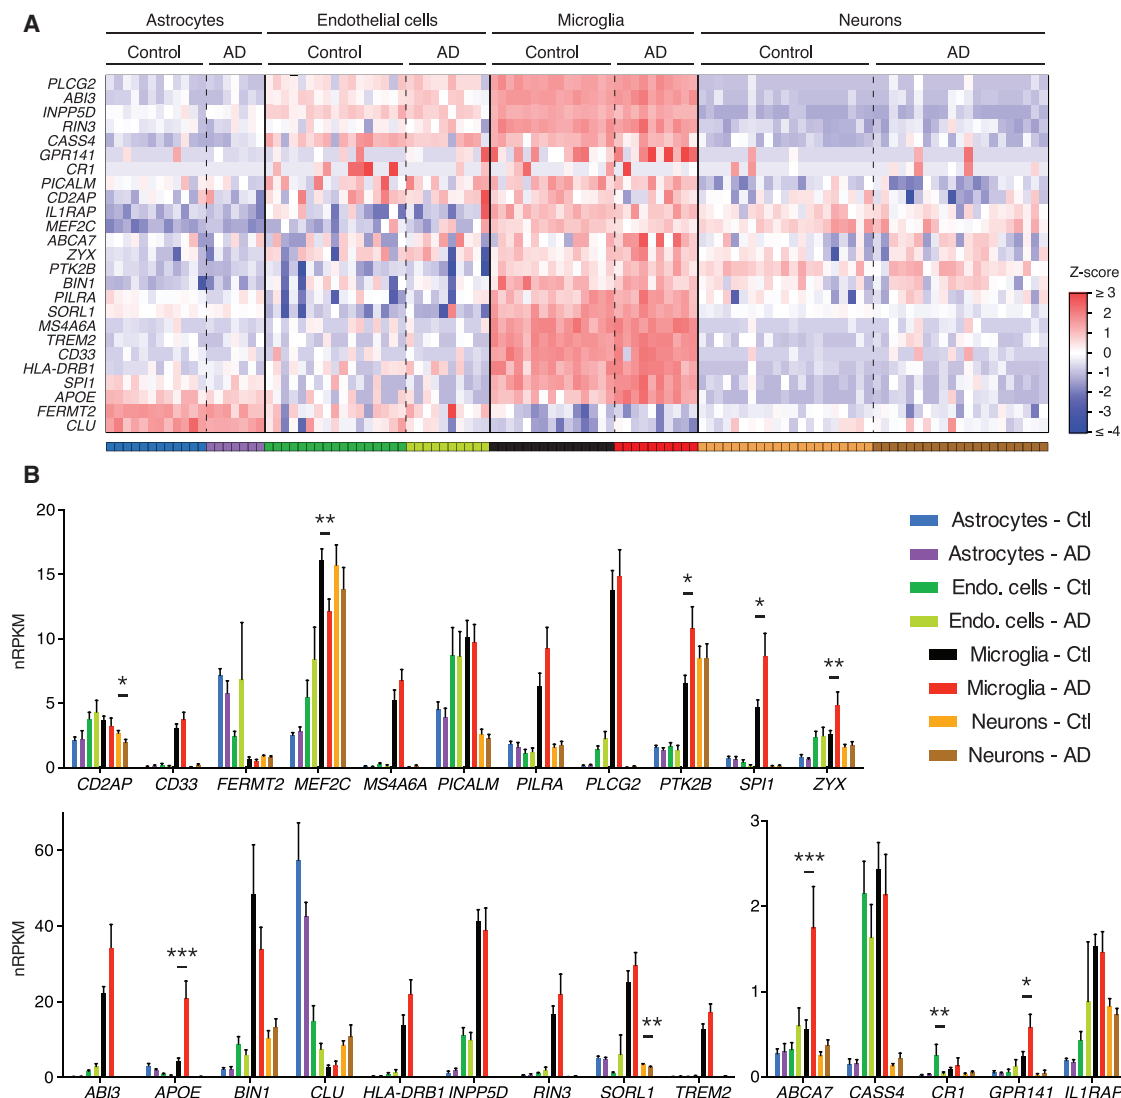 A
Astrocytes Endothelial cells Microglia Neurons
Control AD Control AD Control AD Control AD
PLCG2
ABI3
INPP5D
RIN3
CASS4
GPR141
CR1
PICALM
CD2AP
IL1RAP
MEF2C
ABCA7
ZYX
PTK2B
BIN1
PILRA
SORL1
MS4A6A
TREM2
CD33
HLA-DRB1
SPI1
APOE
FERMT2
CLU
Z-score
≥ 3
2
1
0
-1
-2
-3
≤ -4
B
nRPKM
20
15
10
5
0
* ** * * **
CD2AP CD33 FERMT2 MEF2C MS4A6A PICALM PILRA PLCG2 PTK2B SPI1 ZYX
Astrocytes - Ctl
Astrocytes - AD
Endo. cells - Ctl
Endo. cells - AD
Microglia - Ctl
Microglia - AD
Neurons - Ctl
Neurons - AD
nRPKM
60
40
20
0
*** **
ABI3 APOE BIN1 CLU HLA-DRB1 INPP5D RIN3 SORL1 TREM2
3
2
1
0
*** ** *
ABCA7 CASS4 CR1 GPR141 IL1RAP